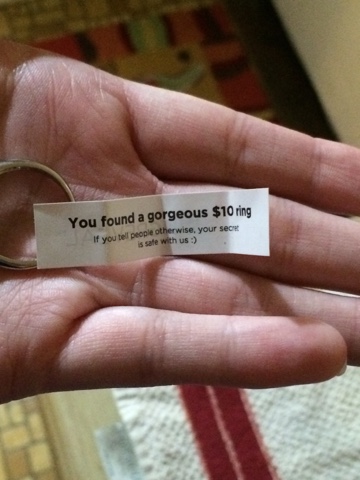 You found a gorgeous $10 ring
If you tell people otherwise, your secret
is safe with us :)